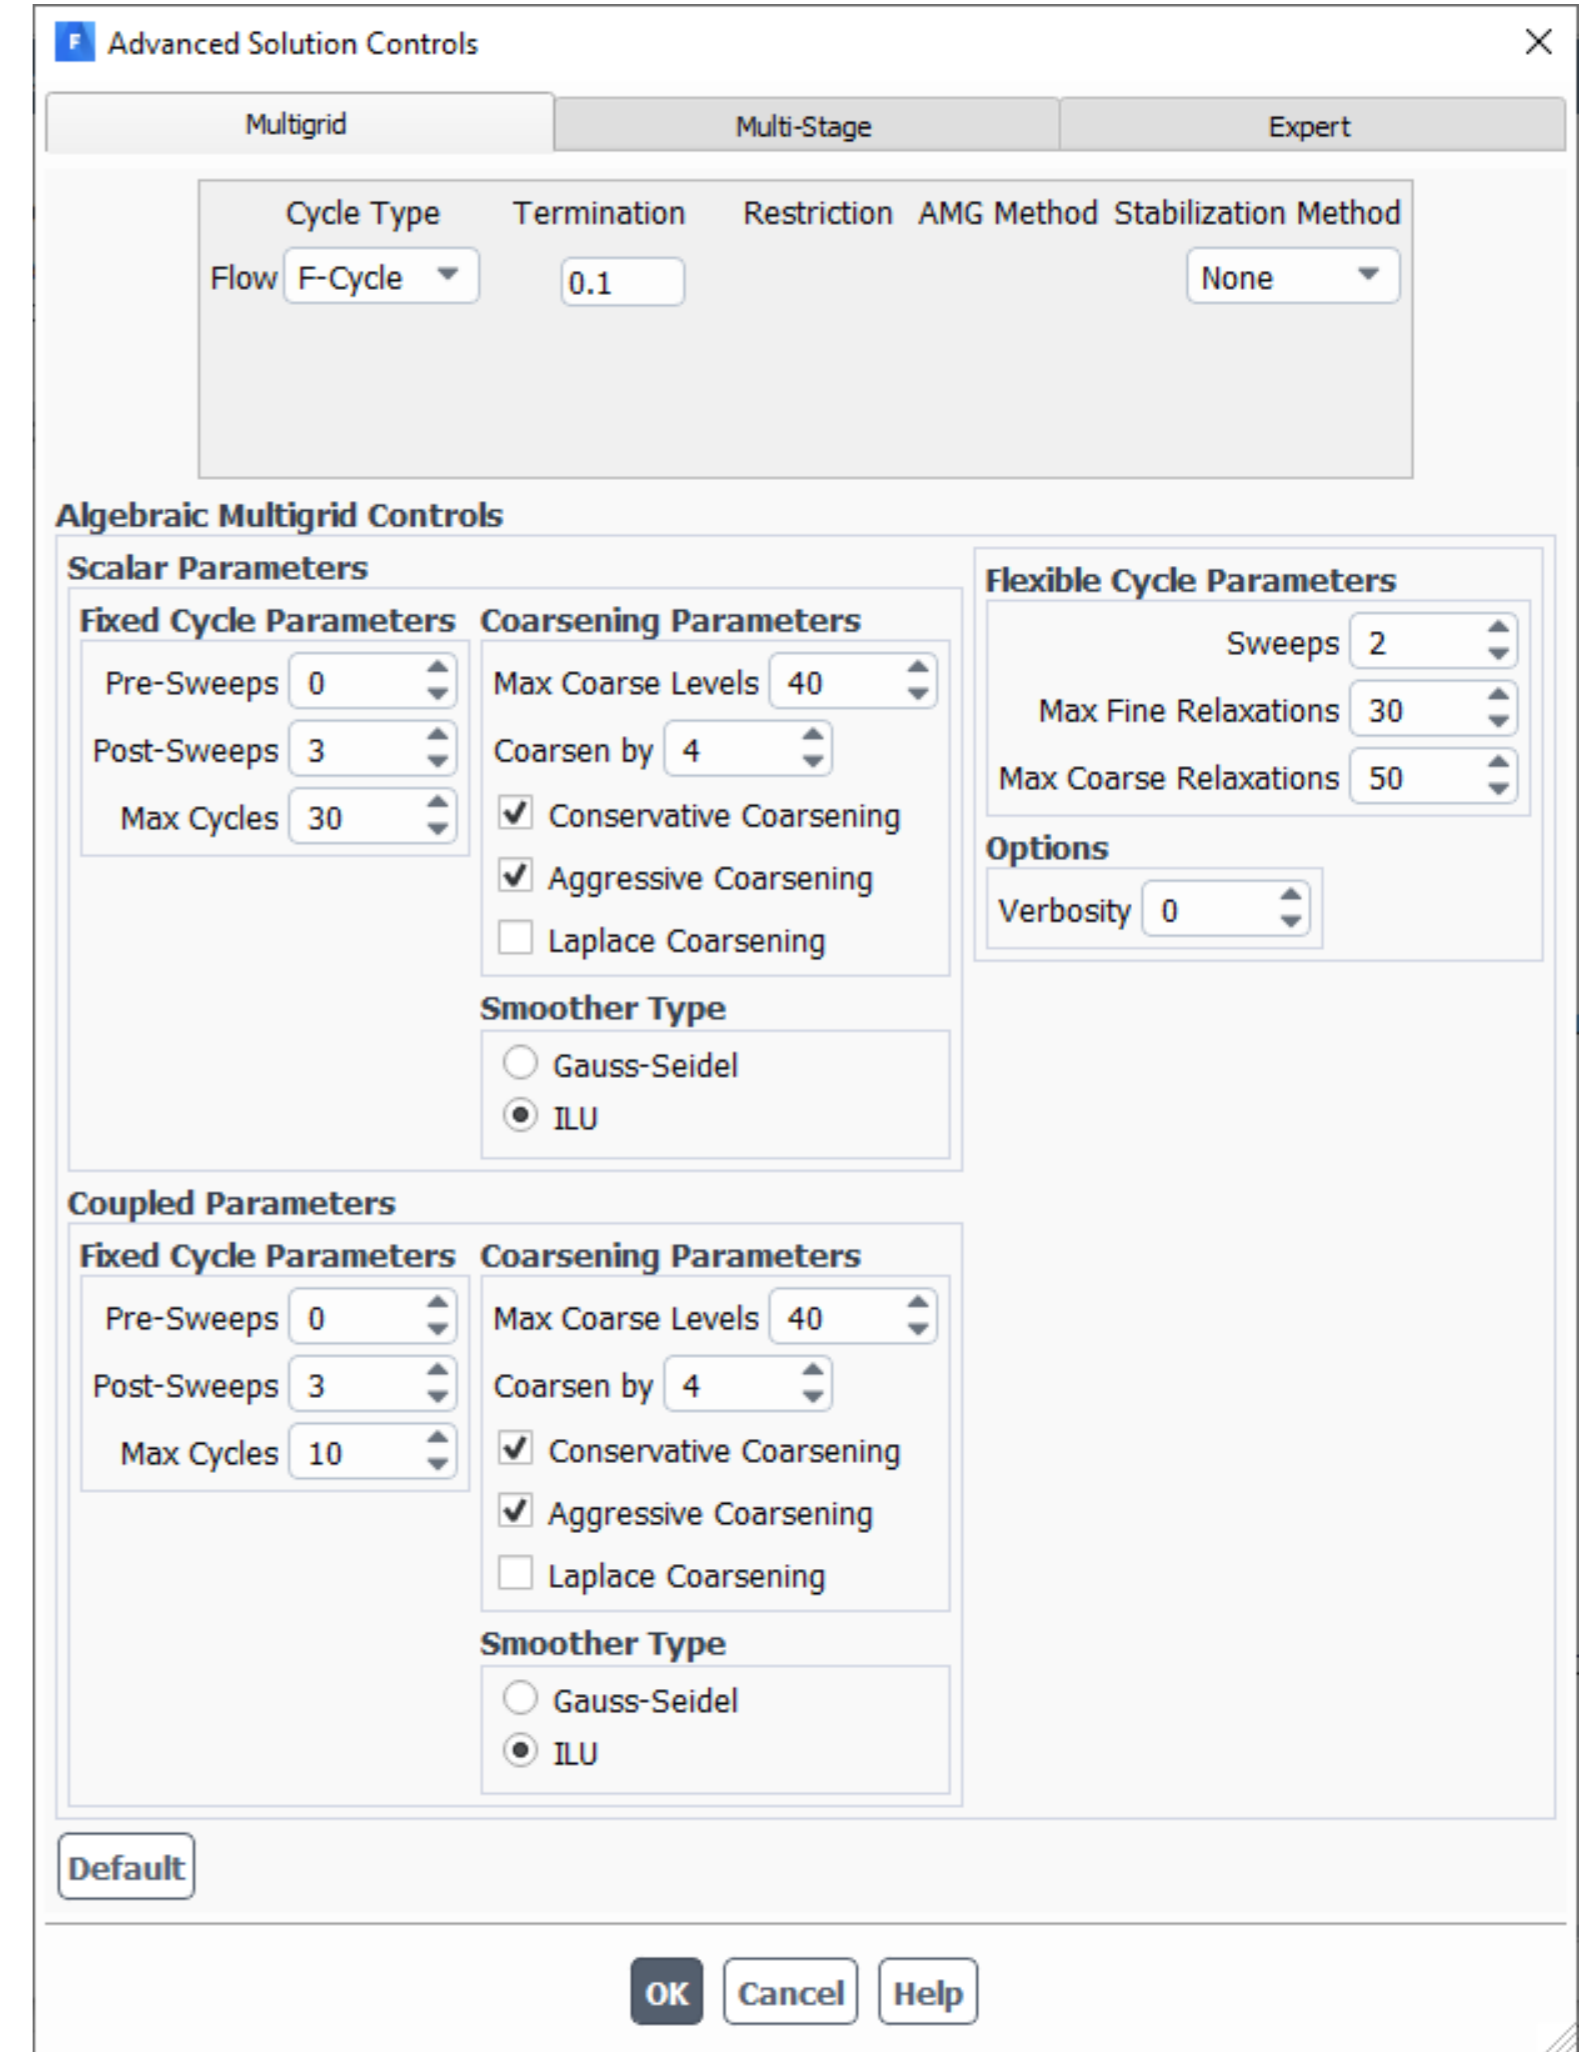 F Advanced Solution Controls
Multigrid Multi-Stage Expert
Cycle Type Termination Restriction AMG Method Stabilization Method
Flow F-Cycle 0.1 None
Algebraic Multigrid Controls
Scalar Parameters
Fixed Cycle Parameters
Pre-Sweeps 0
Post-Sweeps 3
Max Cycles 30
Coarsening Parameters
Max Coarse Levels 40
Coarsen by 4
Conservative Coarsening
Aggressive Coarsening
Laplace Coarsening
Smoother Type
Gauss-Seidel
ILU
Flexible Cycle Parameters
Sweeps 2
Max Fine Relaxations 30
Max Coarse Relaxations 50
Options
Verbosity 0
Coupled Parameters
Fixed Cycle Parameters
Pre-Sweeps 0
Post-Sweeps 3
Max Cycles 10
Coarsening Parameters
Max Coarse Levels 40
Coarsen by 4
Conservative Coarsening
Aggressive Coarsening
Laplace Coarsening
Smoother Type
Gauss-Seidel
ILU
Default
OK Cancel Help